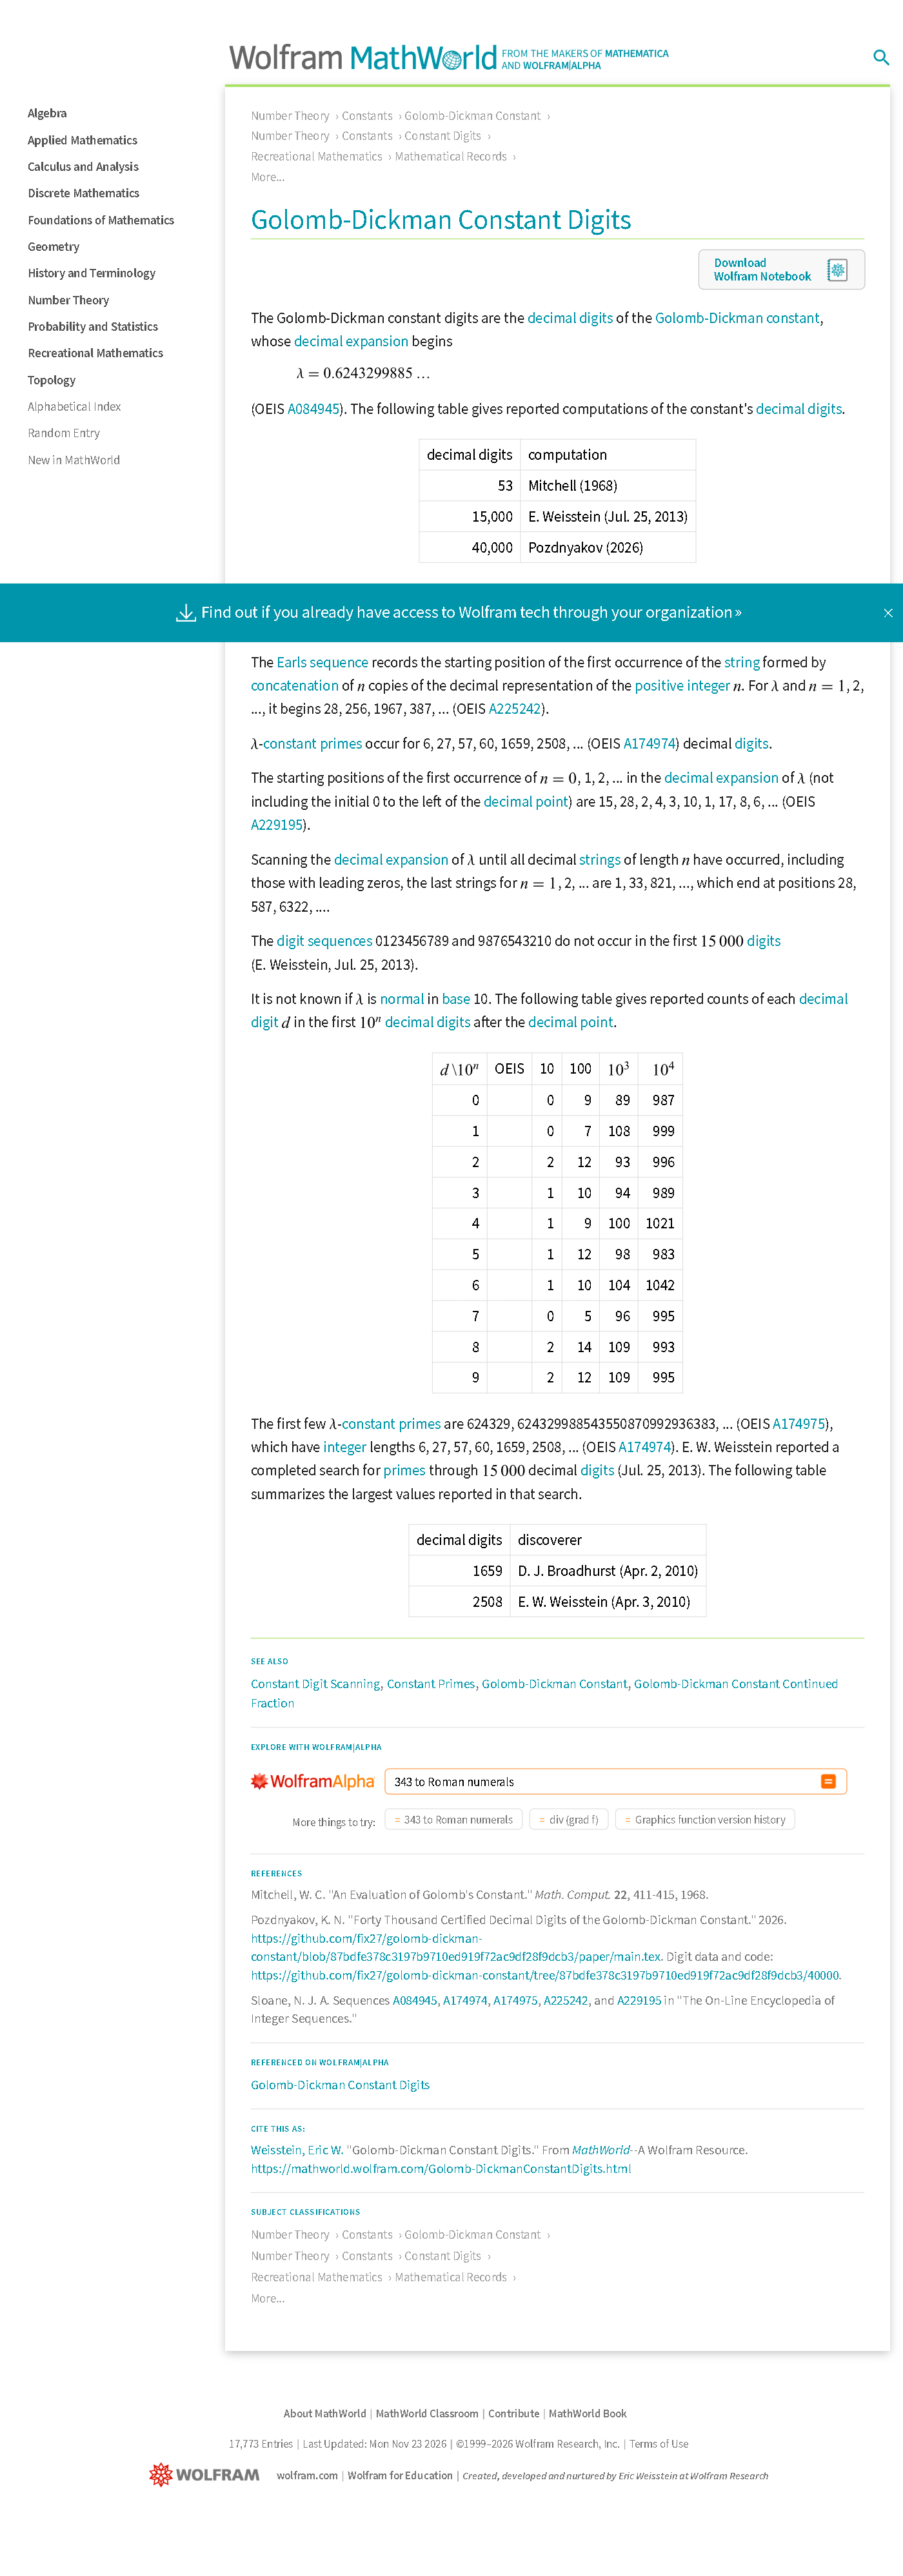 Wolfram MathWorld FROM THE MAKERS OF MATHEMATICA
AND WOLFRAM|ALPHA
Algebra
Applied Mathematics
Calculus and Analysis
Discrete Mathematics
Foundations of Mathematics
Geometry
History and Terminology
Number Theory
Probability and Statistics
Recreational Mathematics
Topology
Alphabetical Index
Random Entry
New in MathWorld
Number Theory › Constants › Golomb-Dickman Constant ›
Number Theory › Constants › Constant Digits ›
Recreational Mathematics › Mathematical Records ›
More...
Golomb-Dickman Constant Digits
Download
Wolfram Notebook
The Golomb-Dickman constant digits are the decimal digits of the Golomb-Dickman constant,
whose decimal expansion begins
λ = 0.6243299885 …
(OEIS A084945). The following table gives reported computations of the constant's decimal digits.
decimal digits computation
53 Mitchell (1968)
15,000 E. Weisstein (Jul. 25, 2013)
40,000 Pozdnyakov (2026)
Find out if you already have access to Wolfram tech through your organization » ×
The Earls sequence records the starting position of the first occurrence of the string formed by
concatenation of n copies of the decimal representation of the positive integer n. For λ and n = 1, 2,
..., it begins 28, 256, 1967, 387, ... (OEIS A225242).
λ-constant primes occur for 6, 27, 57, 60, 1659, 2508, ... (OEIS A174974) decimal digits.
The starting positions of the first occurrence of n = 0, 1, 2, ... in the decimal expansion of λ (not
including the initial 0 to the left of the decimal point) are 15, 28, 2, 4, 3, 10, 1, 17, 8, 6, ... (OEIS
A229195).
Scanning the decimal expansion of λ until all decimal strings of length n have occurred, including
those with leading zeros, the last strings for n = 1, 2, ... are 1, 33, 821, ..., which end at positions 28,
587, 6322, ....
The digit sequences 0123456789 and 9876543210 do not occur in the first 15 000 digits
(E. Weisstein, Jul. 25, 2013).
It is not known if λ is normal in base 10. The following table gives reported counts of each decimal
digit d in the first 10ⁿ decimal digits after the decimal point.
d \10ⁿ OEIS 10 100 10³ 10⁴
0 0 9 89 987
1 0 7 108 999
2 2 12 93 996
3 1 10 94 989
4 1 9 100 1021
5 1 12 98 983
6 1 10 104 1042
7 0 5 96 995
8 2 14 109 993
9 2 12 109 995
The first few λ-constant primes are 624329, 624329988543550870992936383, ... (OEIS A174975),
which have integer lengths 6, 27, 57, 60, 1659, 2508, ... (OEIS A174974). E. W. Weisstein reported a
completed search for primes through 15 000 decimal digits (Jul. 25, 2013). The following table
summarizes the largest values reported in that search.
decimal digits discoverer
1659 D. J. Broadhurst (Apr. 2, 2010)
2508 E. W. Weisstein (Apr. 3, 2010)
SEE ALSO
Constant Digit Scanning, Constant Primes, Golomb-Dickman Constant, Golomb-Dickman Constant Continued
Fraction
EXPLORE WITH WOLFRAM|ALPHA
WolframAlpha 343 to Roman numerals =
More things to try: = 343 to Roman numerals = div (grad f) = Graphics function version history
REFERENCES
Mitchell, W. C. "An Evaluation of Golomb's Constant." Math. Comput. 22, 411-415, 1968.
Pozdnyakov, K. N. "Forty Thousand Certified Decimal Digits of the Golomb-Dickman Constant." 2026.
https://github.com/fix27/golomb-dickman-
constant/blob/87bdfe378c3197b9710ed919f72ac9df28f9dcb3/paper/main.tex. Digit data and code:
https://github.com/fix27/golomb-dickman-constant/tree/87bdfe378c3197b9710ed919f72ac9df28f9dcb3/40000.
Sloane, N. J. A. Sequences A084945, A174974, A174975, A225242, and A229195 in "The On-Line Encyclopedia of
Integer Sequences."
REFERENCED ON WOLFRAM|ALPHA
Golomb-Dickman Constant Digits
CITE THIS AS:
Weisstein, Eric W. "Golomb-Dickman Constant Digits." From MathWorld--A Wolfram Resource.
https://mathworld.wolfram.com/Golomb-DickmanConstantDigits.html
SUBJECT CLASSIFICATIONS
Number Theory › Constants › Golomb-Dickman Constant ›
Number Theory › Constants › Constant Digits ›
Recreational Mathematics › Mathematical Records ›
More...
About MathWorld | MathWorld Classroom | Contribute | MathWorld Book
17,773 Entries | Last Updated: Mon Nov 23 2026 | ©1999–2026 Wolfram Research, Inc. | Terms of Use
WOLFRAM wolfram.com | Wolfram for Education | Created, developed and nurtured by Eric Weisstein at Wolfram Research